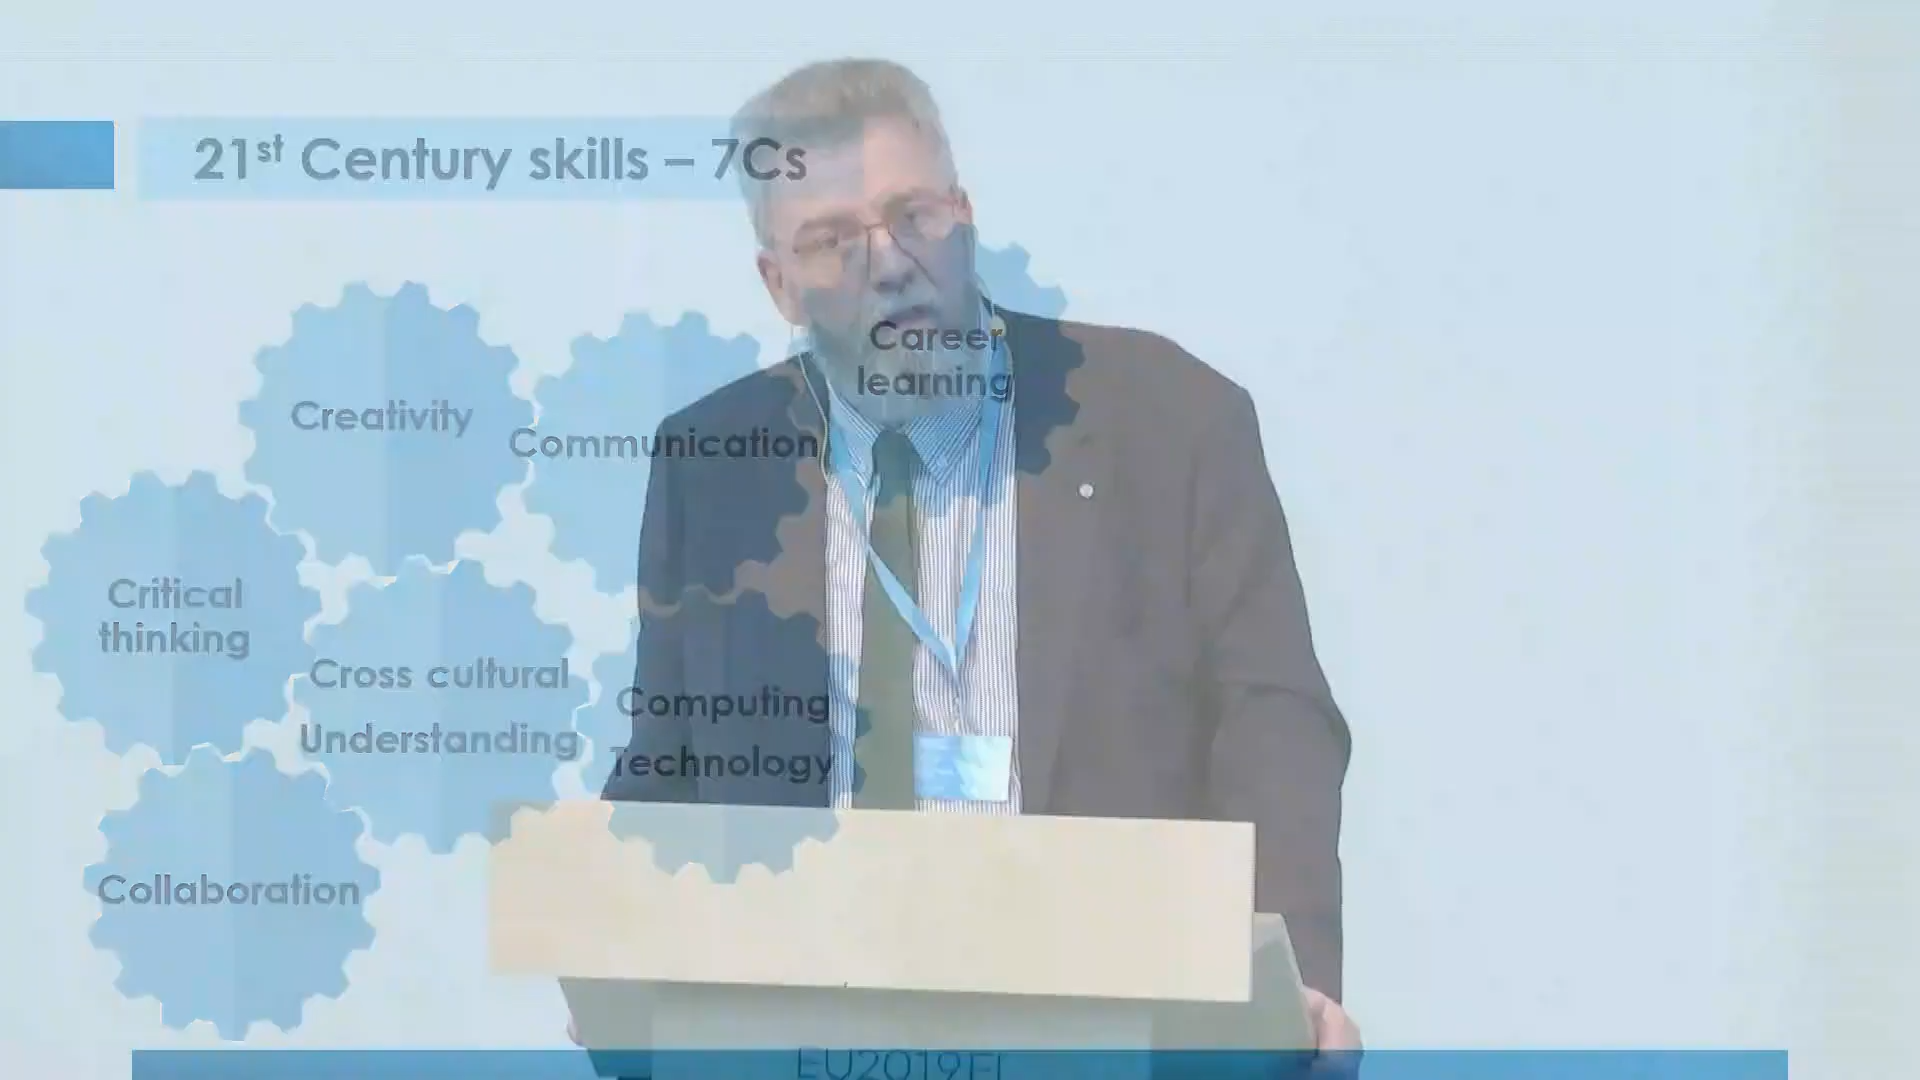 21st Century skills – 7Cs
Career
learning
Creativity
Communication
Critical
thinking
Cross cultural
Understanding
Computing
Technology
Collaboration
EU2019FI